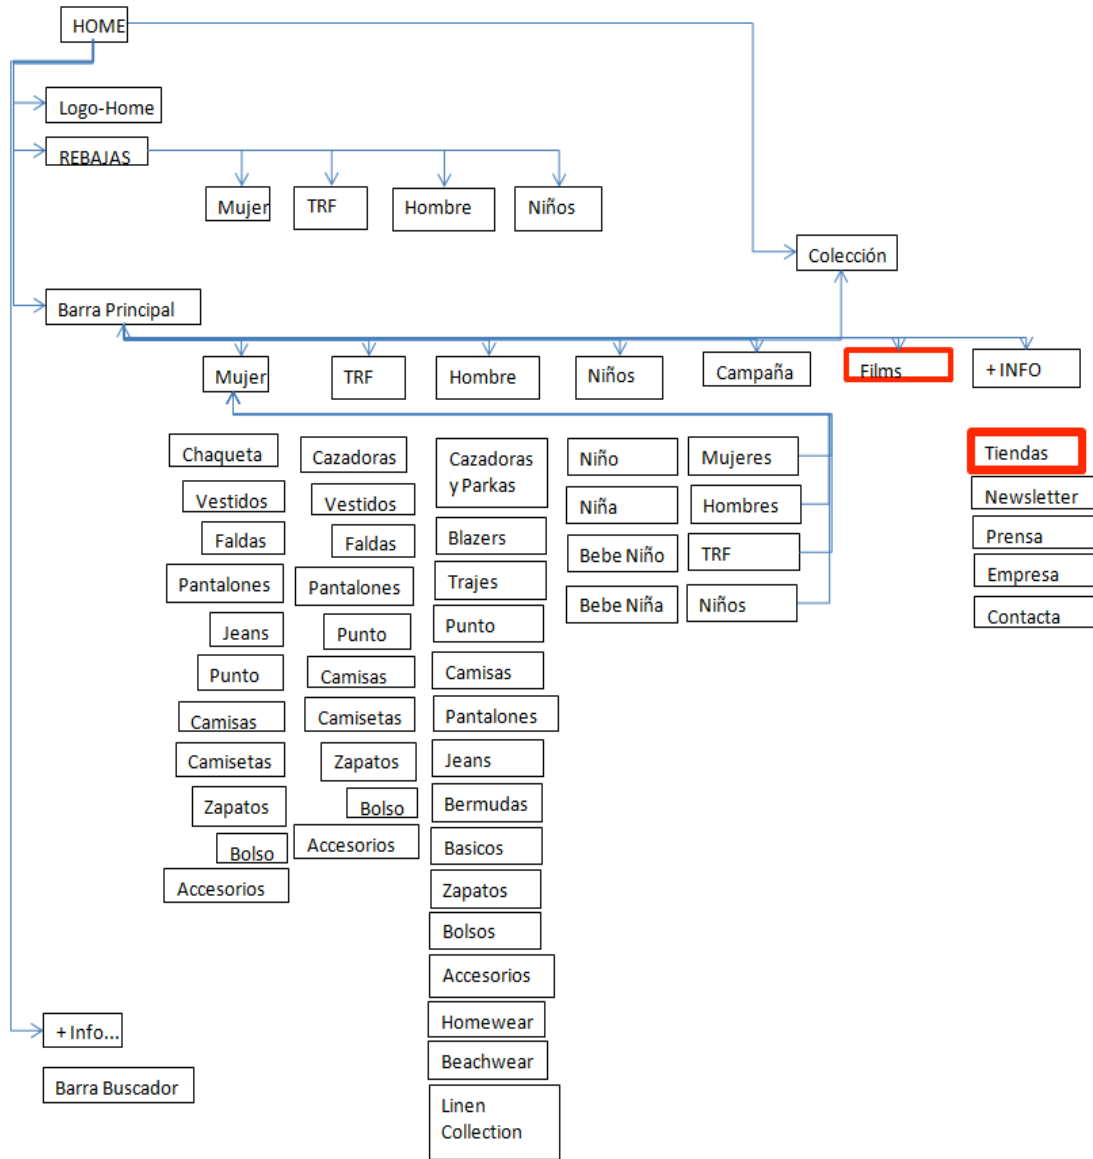 HOME
Logo-Home
REBAJAS
Mujer
TRF
Hombre
Niños
Colección
Barra Principal
Mujer
TRF
Hombre
Niños
Campaña
Films
+ INFO
Chaqueta
Vestidos
Faldas
Pantalones
Jeans
Punto
Camisas
Camisetas
Zapatos
Bolso
Accesorios
Cazadoras
Vestidos
Faldas
Pantalones
Punto
Camisas
Camisetas
Zapatos
Bolso
Accesorios
Cazadoras
y Parkas
Blazers
Trajes
Punto
Camisas
Pantalones
Jeans
Bermudas
Basicos
Zapatos
Bolsos
Accesorios
Homewear
Beachwear
Linen
Collection
Niño
Niña
Bebe Niño
Bebe Niña
Mujeres
Hombres
TRF
Niños
Tiendas
Newsletter
Prensa
Empresa
Contacta
+ Info...
Barra Buscador